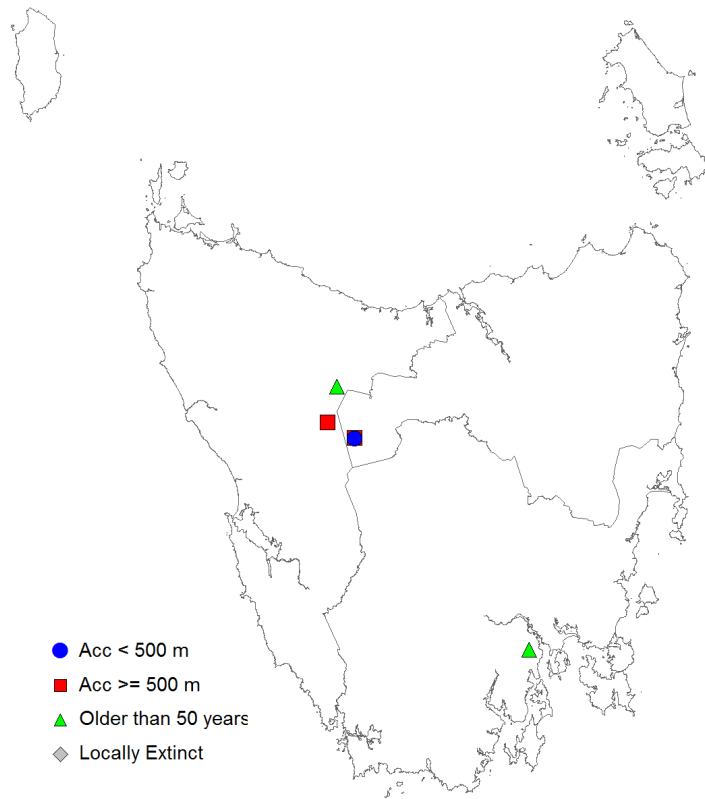 Acc < 500 m
Acc >= 500 m
Older than 50 years
Locally Extinct